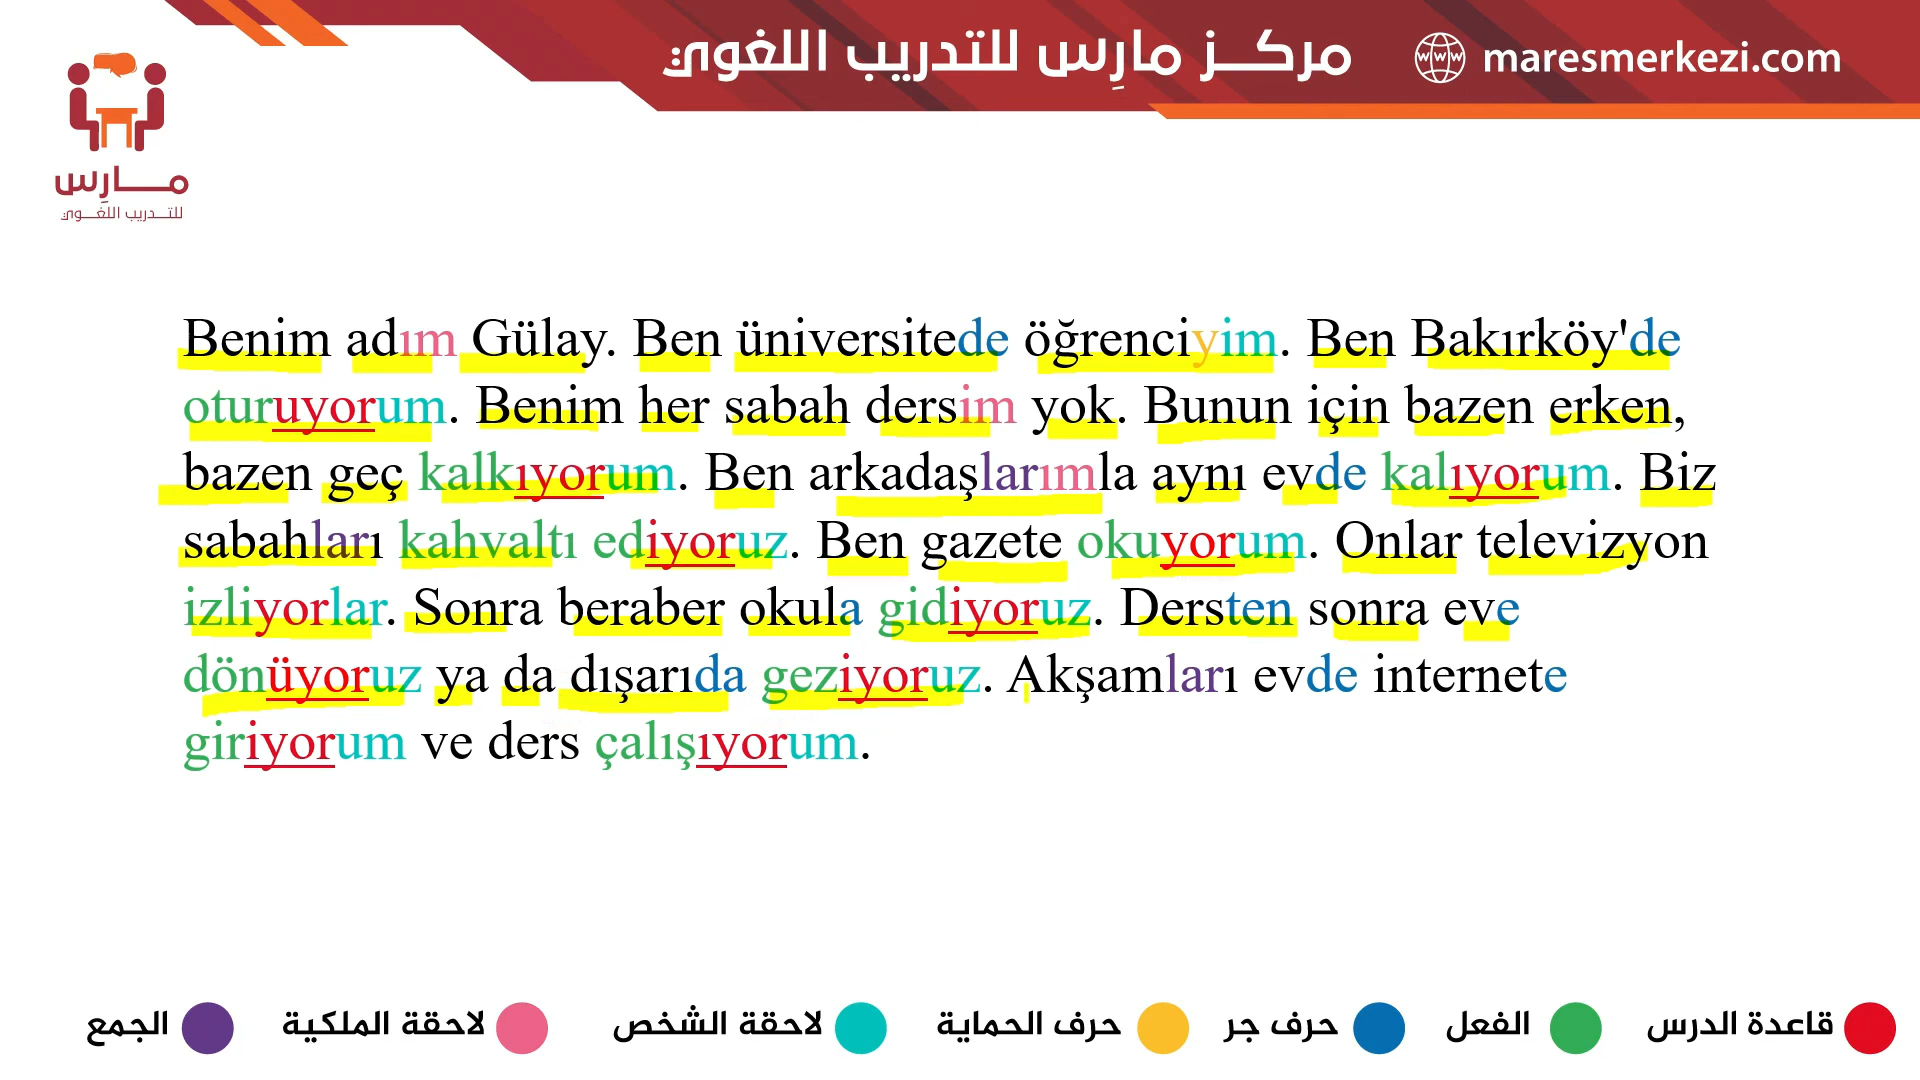 مركـــز مارِس للتدريب اللغوي
www
maresmerkezi.com
مـــارِس
للتـــدريب اللغـــوي
Benim adım Gülay. Ben üniversitede öğrenciyim. Ben Bakırköy'de
oturuyorum. Benim her sabah dersim yok. Bunun için bazen erken,
bazen geç kalkıyorum. Ben arkadaşlarımla aynı evde kalıyorum. Biz
sabahları kahvaltı ediyoruz. Ben gazete okuyorum. Onlar televizyon
izliyorlar. Sonra beraber okula gidiyoruz. Dersten sonra eve
dönüyoruz ya da dışarıda geziyoruz. Akşamları evde internete
giriyorum ve ders çalışıyorum.
قاعدة الدرس
الفعل
حرف جر
حرف الحماية
لاحقة الشخص
لاحقة الملكية
الجمع